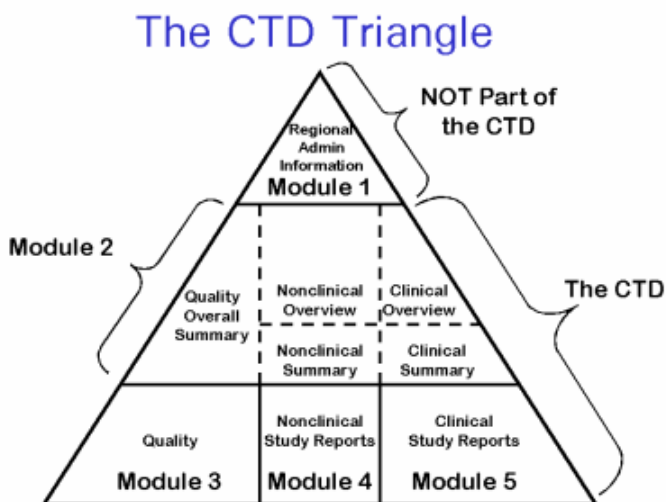 The CTD Triangle
NOT Part of
the CTD
Regional
Admin
Information
Module 1
Module 2
The CTD
Quality
Overall
Summary
Nonclinical
Overview
Clinical
Overview
Nonclinical
Summary
Clinical
Summary
Quality
Module 3
Nonclinical
Study Reports
Module 4
Clinical
Study Reports
Module 5